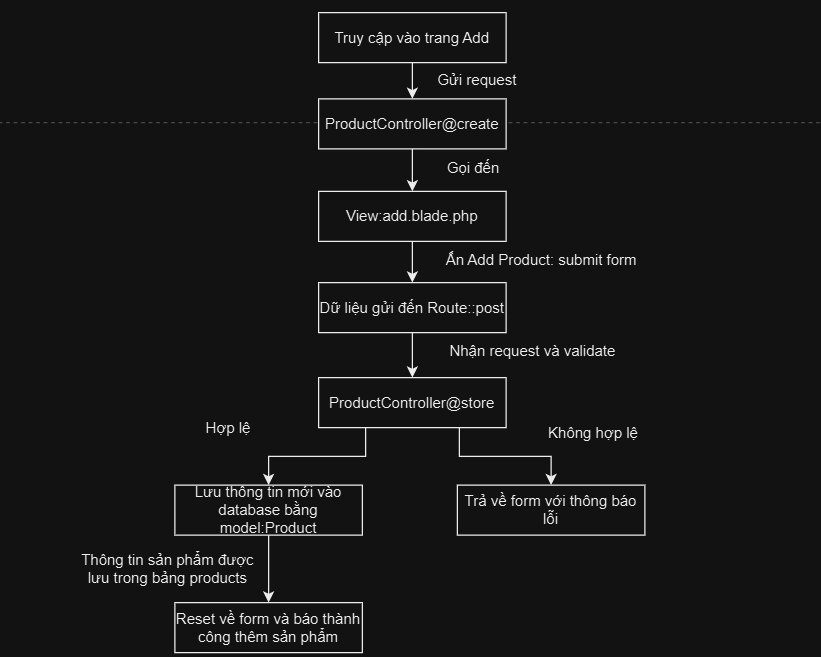 Truy cập vào trang Add
Gửi request
ProductController@create
Gọi đến
View:add.blade.php
Ấn Add Product: submit form
Dữ liệu gửi đến Route::post
Nhận request và validate
ProductController@store
Hợp lệ
Không hợp lệ
Lưu thông tin mới vào
database bằng
model:Product
Trả về form với thông báo
lỗi
Thông tin sản phẩm được
lưu trong bảng products
Reset về form và báo thành
công thêm sản phẩm